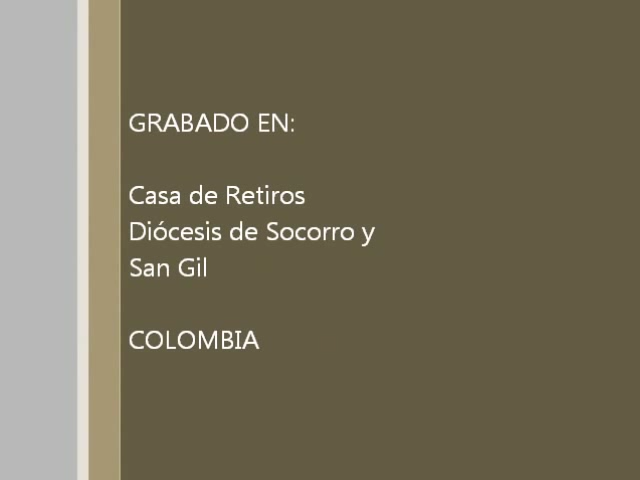 GRABADO EN:
Casa de Retiros
Diócesis de Socorro y
San Gil
COLOMBIA